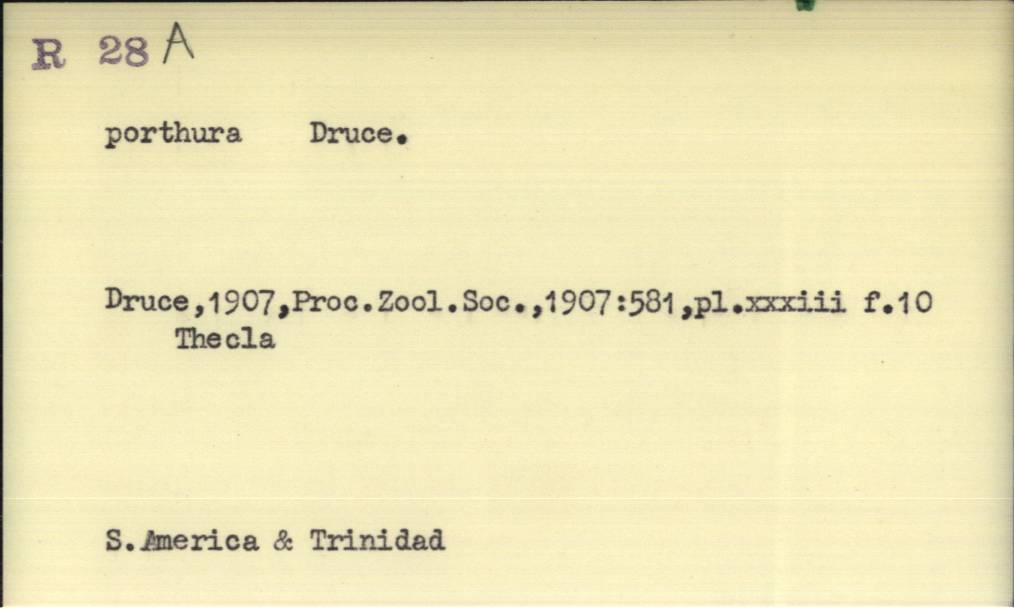 R 28 A
porthura Druce.
Druce,1907,Proc.Zool.Soc.,1907:581,pl.xxxiii f.10
Thecla
S.America & Trinidad